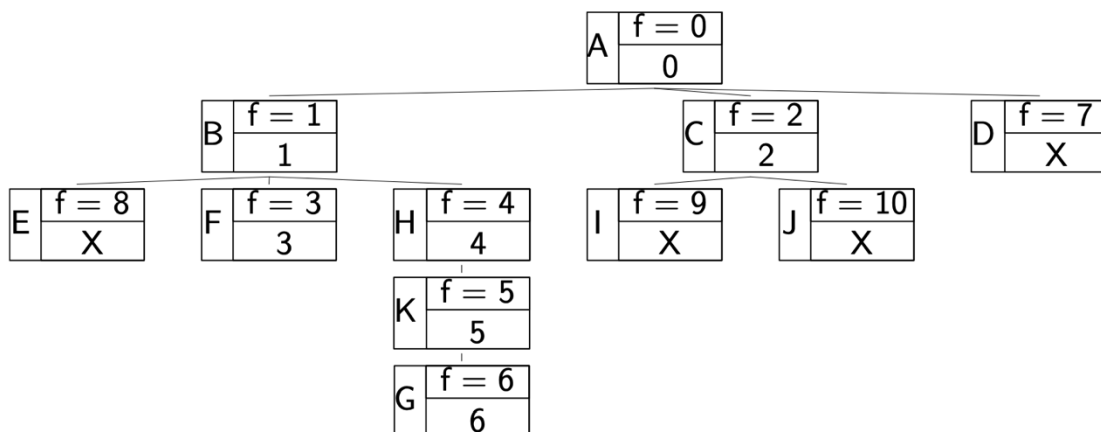 A
f = 0
0
B
f = 1
1
C
f = 2
2
D
f = 7
X
E
f = 8
X
F
f = 3
3
H
f = 4
4
I
f = 9
X
J
f = 10
X
K
f = 5
5
G
f = 6
6